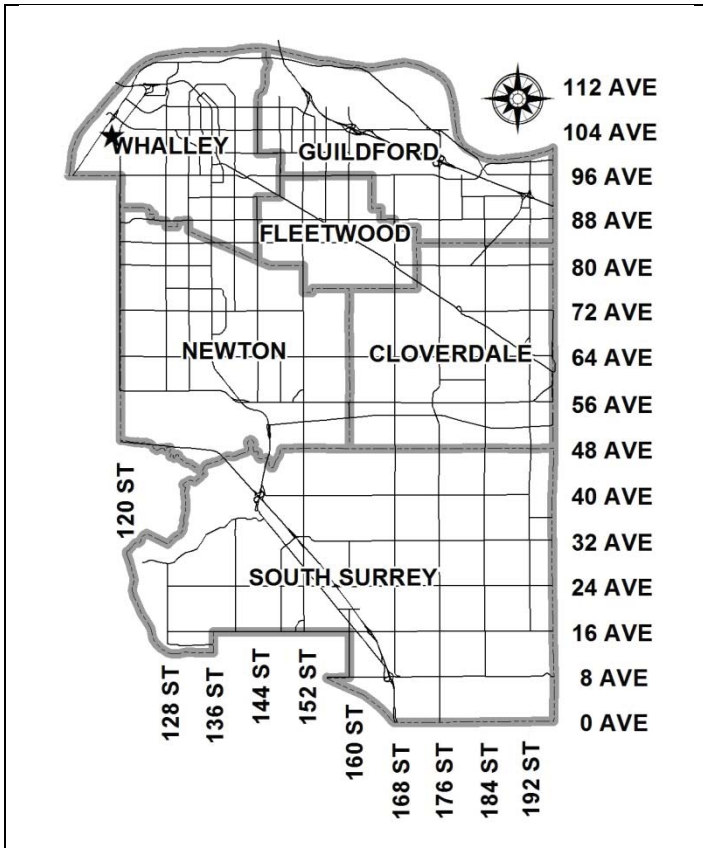 112 AVE
104 AVE
WHALLEY
GUILDFORD
96 AVE
88 AVE
FLEETWOOD
80 AVE
72 AVE
NEWTON
CLOVERDALE
64 AVE
56 AVE
48 AVE
120 ST
40 AVE
32 AVE
SOUTH SURREY
24 AVE
16 AVE
8 AVE
128 ST
136 ST
144 ST
152 ST
160 ST
0 AVE
168 ST
176 ST
184 ST
192 ST